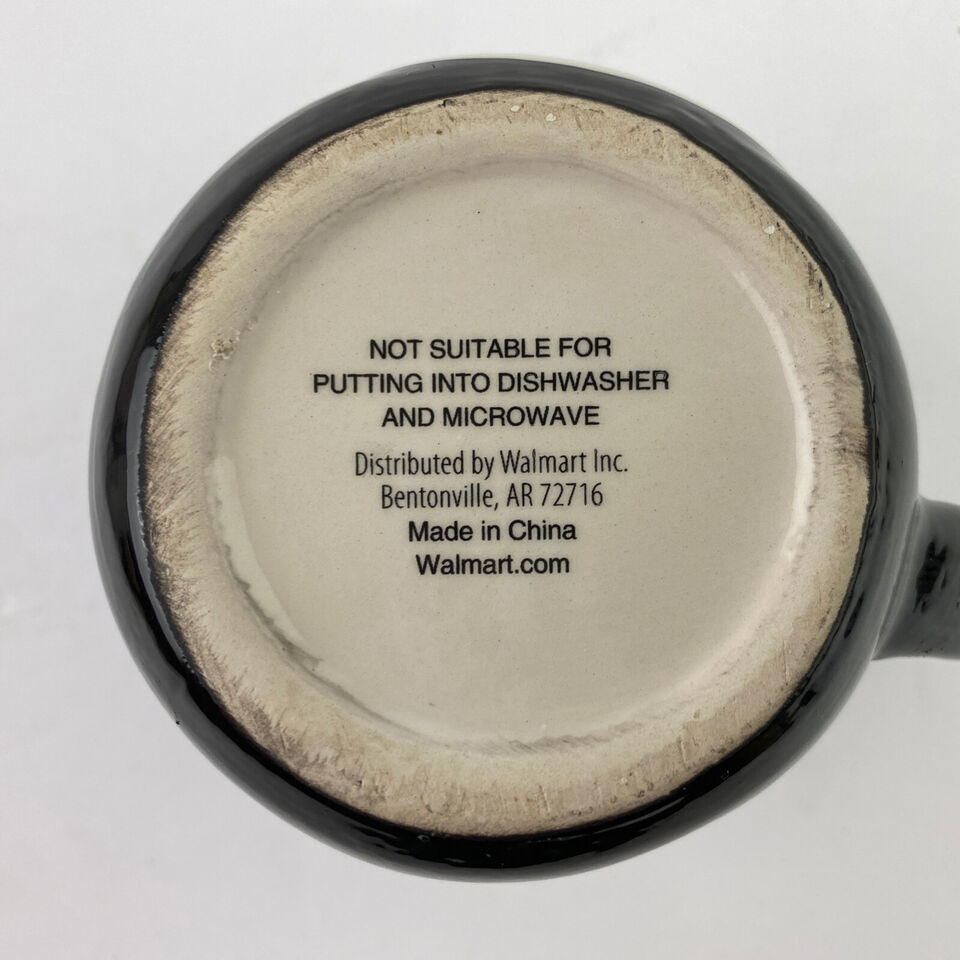 NOT SUITABLE FOR
PUTTING INTO DISHWASHER
AND MICROWAVE
Distributed by Walmart Inc.
Bentonville, AR 72716
Made in China
Walmart.com